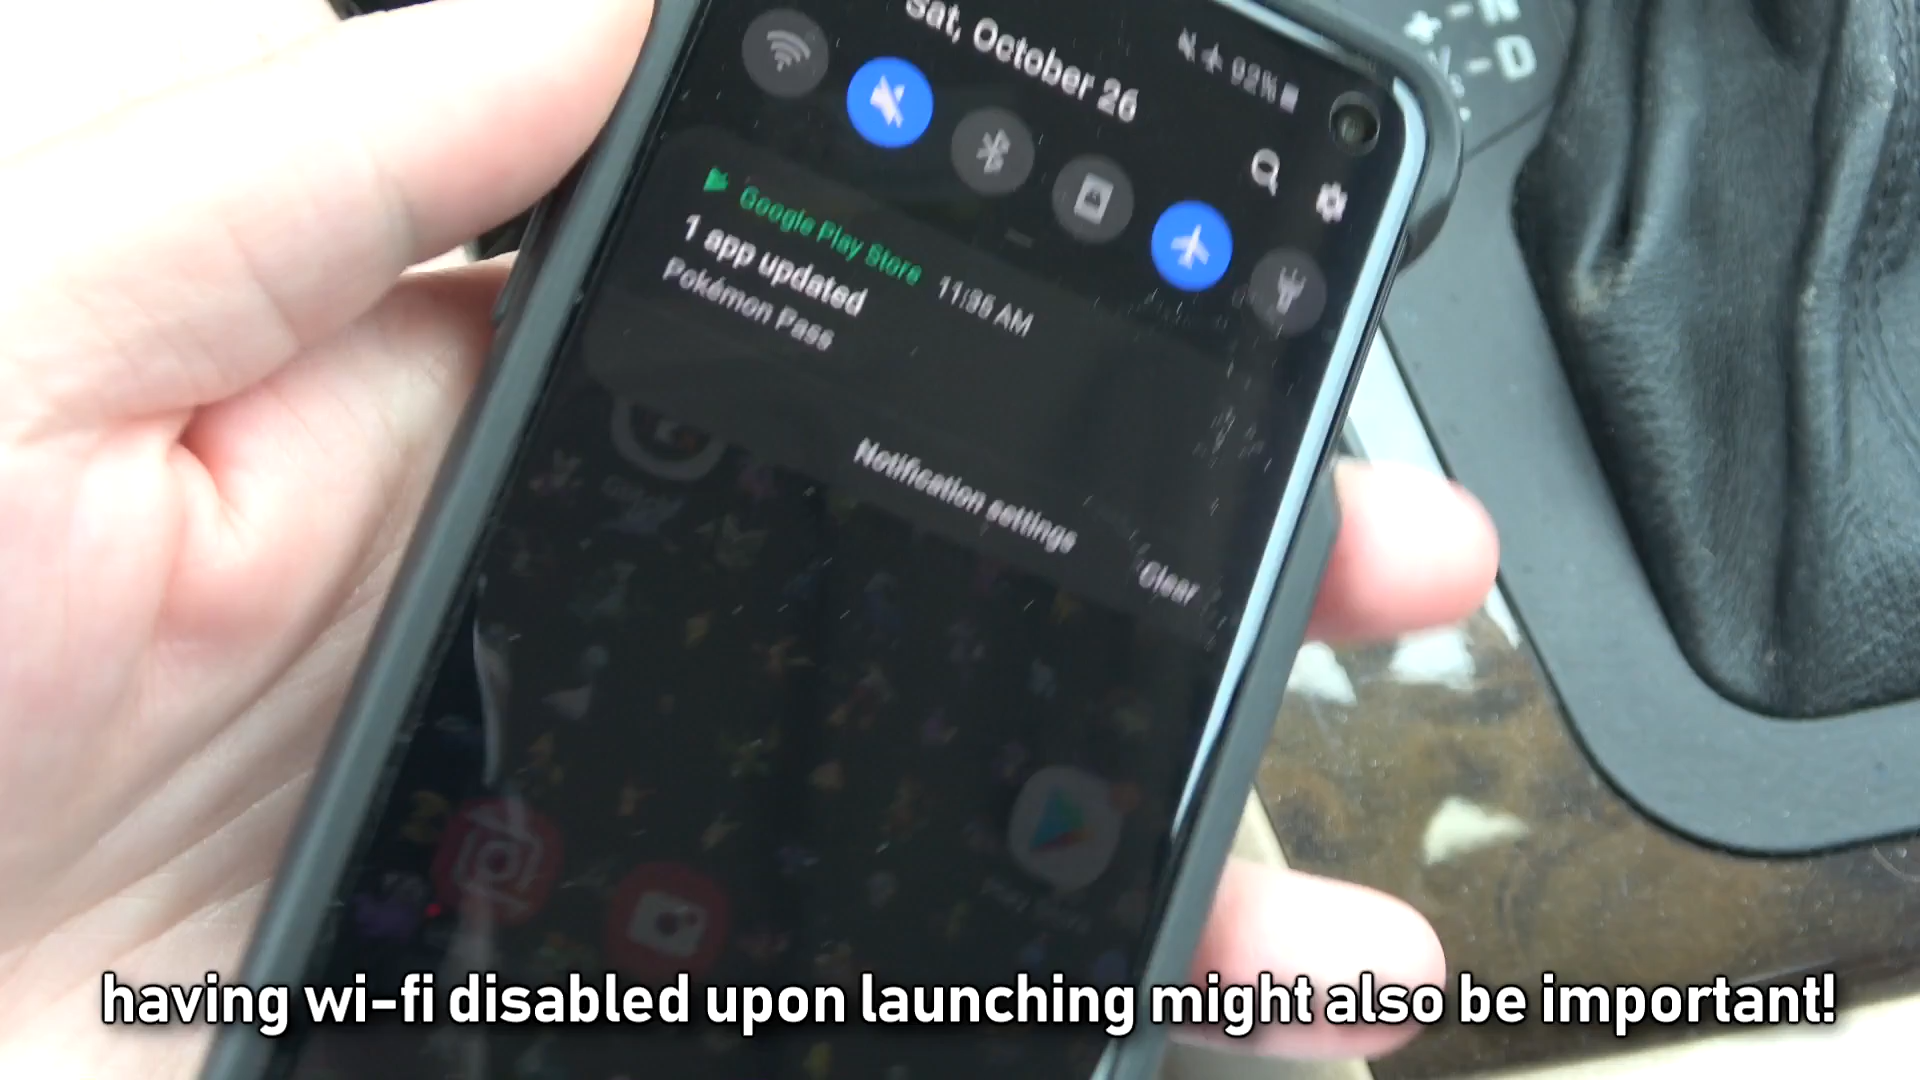 Sat, October 26
92%
Google Play Store 11:35 AM
1 app updated
Pokémon Pass
Notification settings
Clear
D
having wi-fi disabled upon launching might also be important!